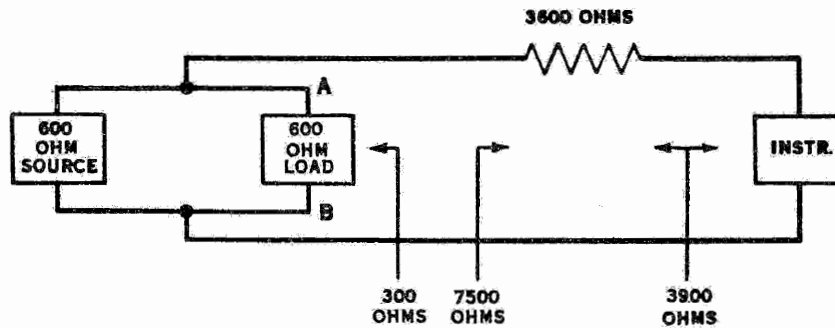 3600 OHMS
A
600
OHM
SOURCE
600
OHM
LOAD
INSTR.
B
300
OHMS
7500
OHMS
3900
OHMS